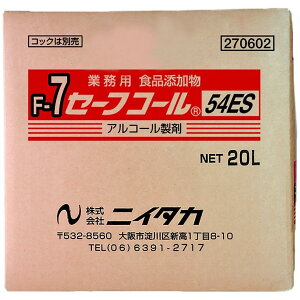 コックは別売
270602
業務用 食品添加物
F-7 セーフコール® 54ES
アルコール製剤
NET 20L
株式会社 ニイタカ
〒532-8560 大阪市淀川区新高1丁目8-10
TEL(06)6391-2717